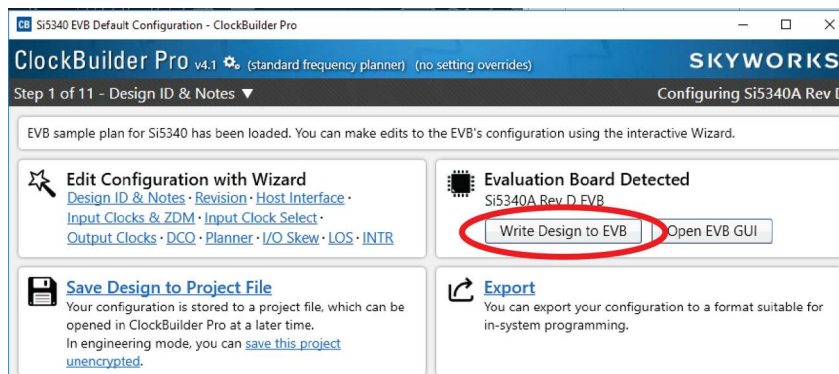 CB Si5340 EVB Default Configuration - ClockBuilder Pro
ClockBuilder Pro v4.1 (standard frequency planner) (no setting overrides) SKYWORKS
Step 1 of 11 - Design ID & Notes ▼ Configuring Si5340A Rev D
EVB sample plan for Si5340 has been loaded. You can make edits to the EVB's configuration using the interactive Wizard.
Edit Configuration with Wizard
Design ID & Notes · Revision · Host Interface ·
Input Clocks & ZDM · Input Clock Select ·
Output Clocks · DCO · Planner · I/O Skew · LOS · INTR
Evaluation Board Detected
Si5340A Rev D EVB
Write Design to EVB Open EVB GUI
Save Design to Project File
Your configuration is stored to a project file, which can be
opened in ClockBuilder Pro at a later time.
In engineering mode, you can save this project
unencrypted.
Export
You can export your configuration to a format suitable for
in-system programming.